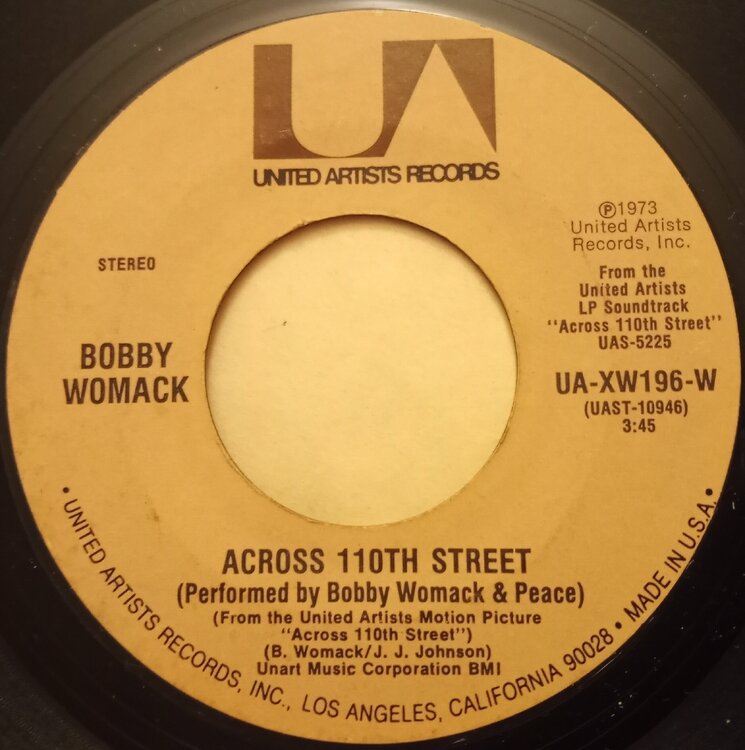 UA
UNITED ARTISTS RECORDS
℗1973
United Artists
Records, Inc.
STEREO
From the
United Artists
LP Soundtrack
"Across 110th Street"
UAS-5225
BOBBY
WOMACK
UA-XW196-W
(UAST-10946)
3:45
ACROSS 110TH STREET
(Performed by Bobby Womack & Peace)
(From the United Artists Motion Picture
"Across 110th Street")
(B. Womack/J. J. Johnson)
Unart Music Corporation BMI
• UNITED ARTISTS RECORDS, INC., LOS ANGELES, CALIFORNIA 90028 • MADE IN U.S.A. •